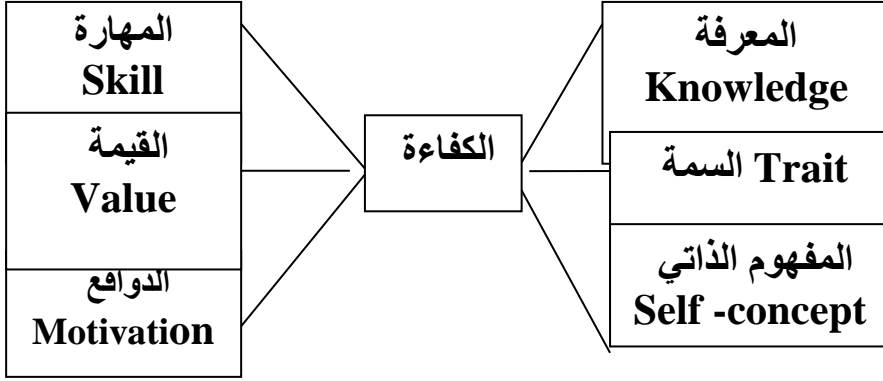 المعرفة
Knowledge
السمة Trait
المفهوم الذاتي
Self -concept
الكفاءة
المهارة
Skill
القيمة
Value
الدوافع
Motivation